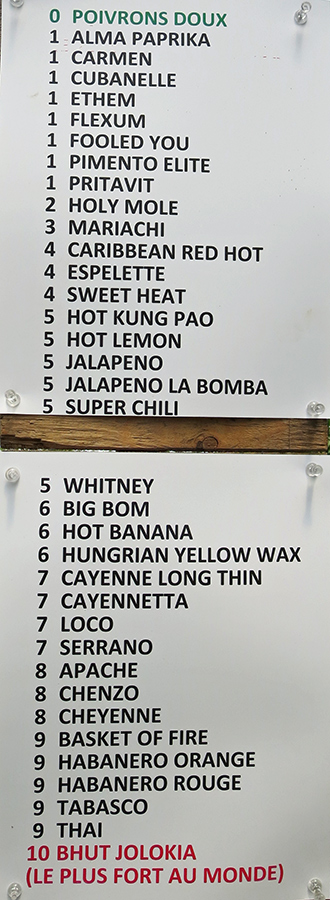 0 POIVRONS DOUX
1 ALMA PAPRIKA
1 CARMEN
1 CUBANELLE
1 ETHEM
1 FLEXUM
1 FOOLED YOU
1 PIMENTO ELITE
1 PRITAVIT
2 HOLY MOLE
3 MARIACHI
4 CARIBBEAN RED HOT
4 ESPELETTE
4 SWEET HEAT
5 HOT KUNG PAO
5 HOT LEMON
5 JALAPENO
5 JALAPENO LA BOMBA
5 SUPER CHILI
5 WHITNEY
6 BIG BOM
6 HOT BANANA
6 HUNGRIAN YELLOW WAX
7 CAYENNE LONG THIN
7 CAYENNETTA
7 LOCO
7 SERRANO
8 APACHE
8 CHENZO
8 CHEYENNE
9 BASKET OF FIRE
9 HABANERO ORANGE
9 HABANERO ROUGE
9 TABASCO
9 THAI
10 BHUT JOLOKIA
(LE PLUS FORT AU MONDE)